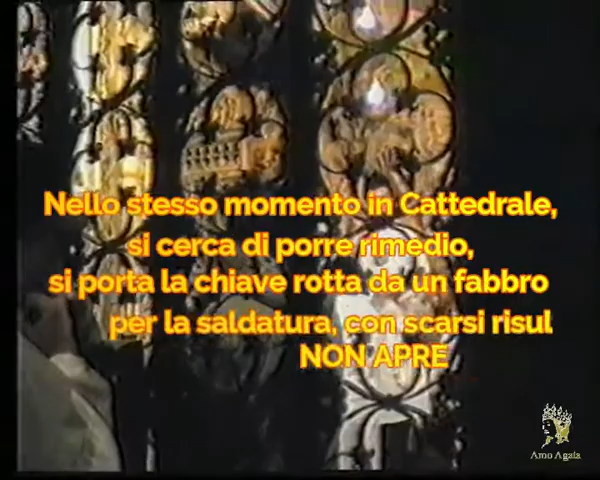 Nello stesso momento in Cattedrale,
si cerca di porre rimedio,
si porta la chiave rotta da un fabbro
per la saldatura, con scarsi risul
NON APRE
Amo Agata